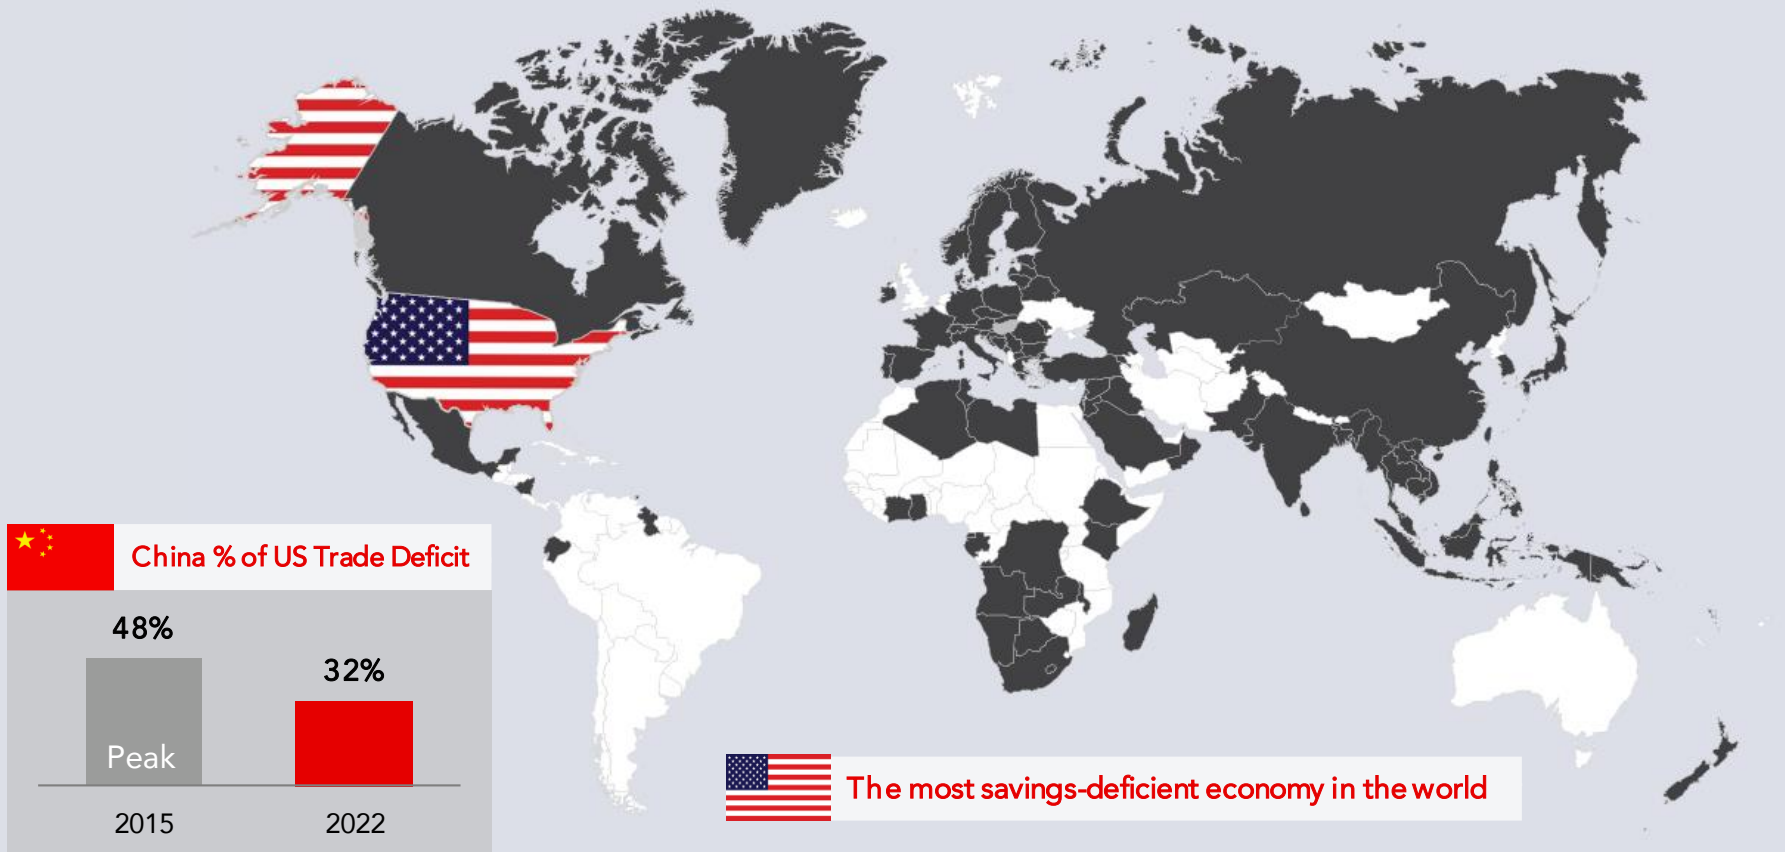 China % of US Trade Deficit
48%
32%
Peak
2015
2022
The most savings-deficient economy in the world